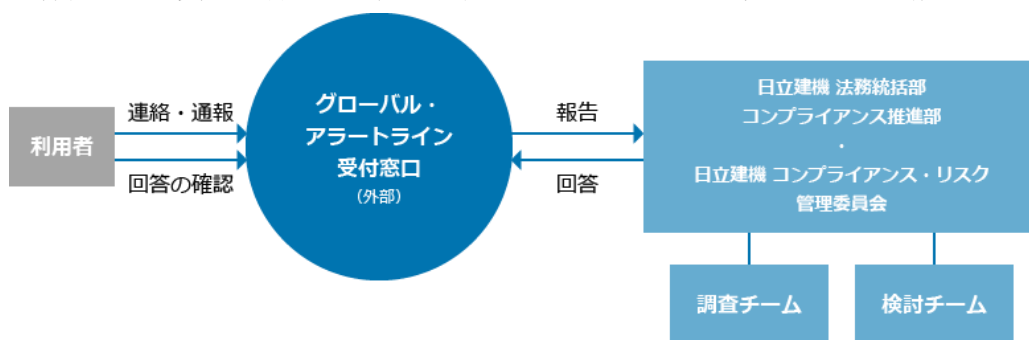 利用者
連絡・通報
回答の確認
グローバル・
アラートライン
受付窓口
（外部）
報告
回答
日立建機 法務統括部
コンプライアンス推進部
・
日立建機 コンプライアンス・リスク
管理委員会
調査チーム
検討チーム